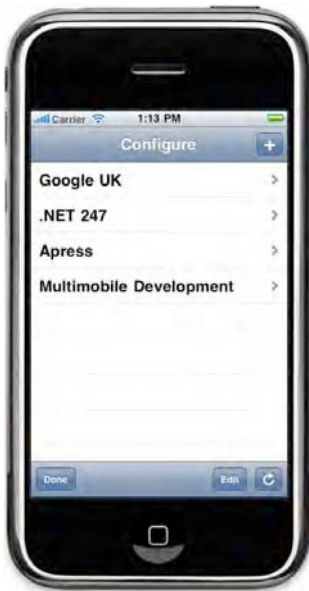 Carrier 1:13 PM
Configure +
Google UK >
.NET 247 >
Apress >
Multimobile Development >
Done Edit